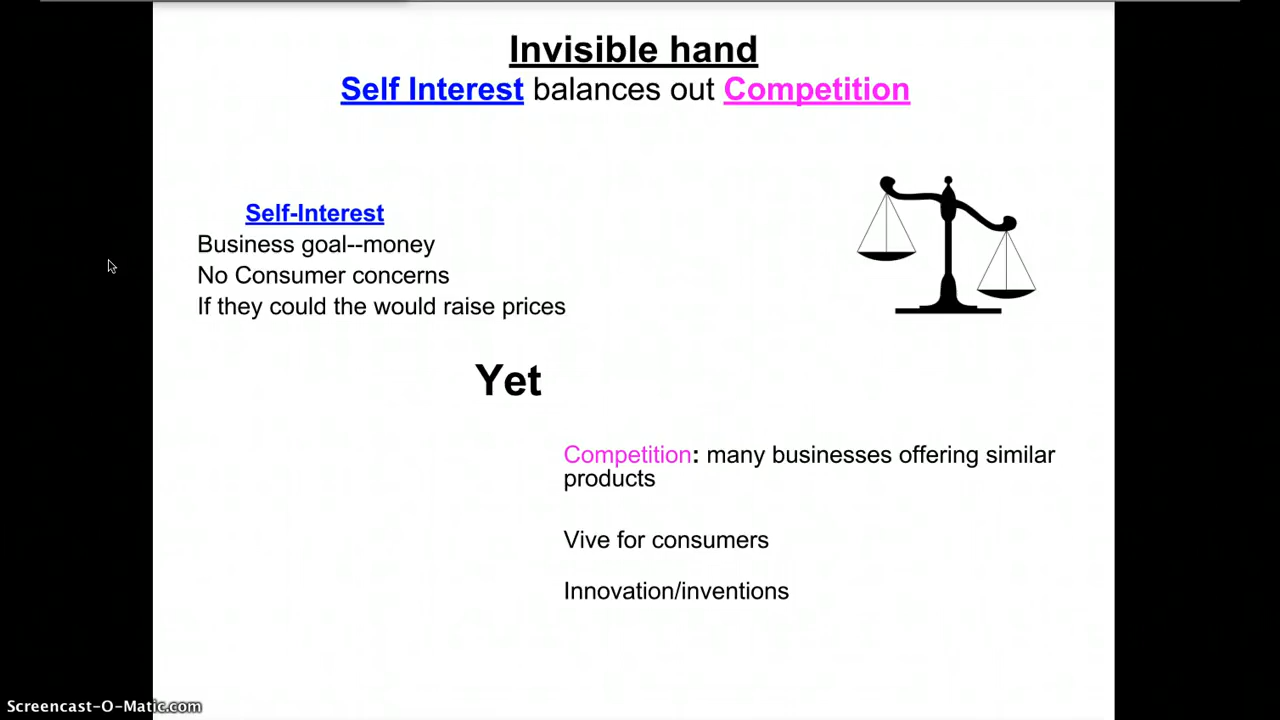 Invisible hand
Self Interest balances out Competition
Self-Interest
Business goal--money
No Consumer concerns
If they could the would raise prices
Yet
Competition: many businesses offering similar
products
Vive for consumers
Innovation/inventions
Screencast-O-Matic.com